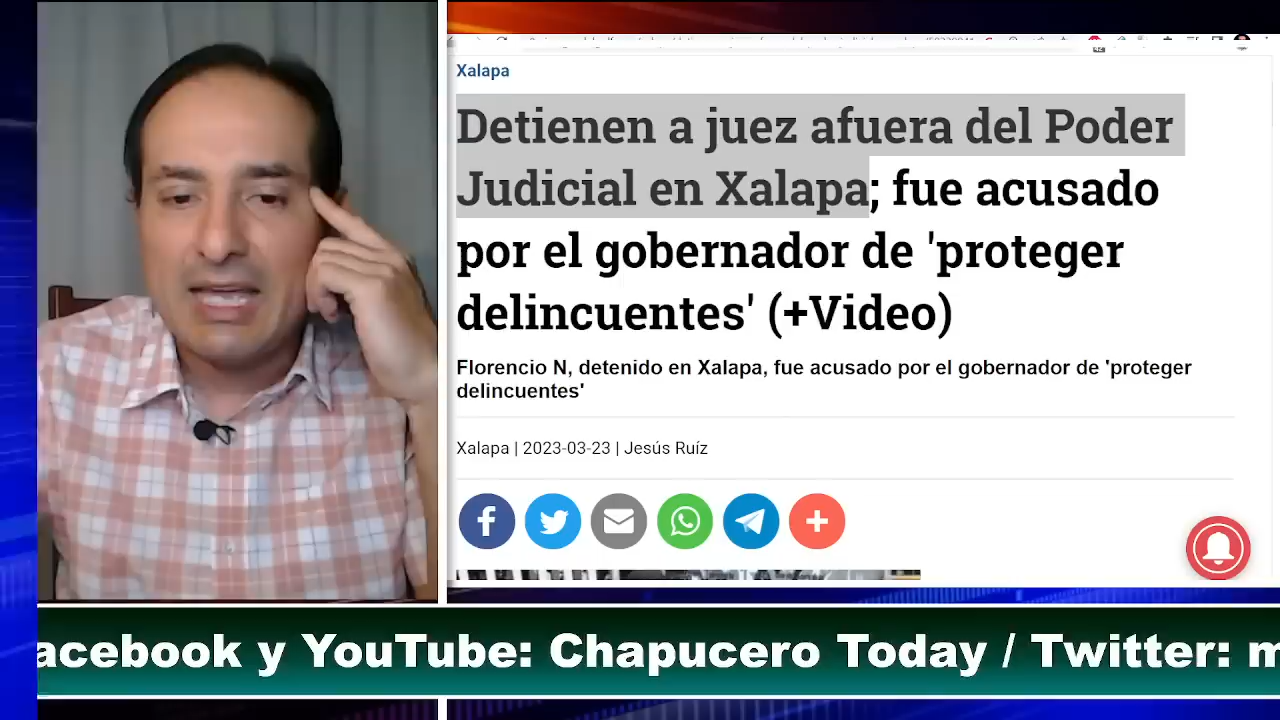 Xalapa
Detienen a juez afuera del Poder
Judicial en Xalapa; fue acusado
por el gobernador de 'proteger
delincuentes' (+Video)
Florencio N, detenido en Xalapa, fue acusado por el gobernador de 'proteger
delincuentes'
Xalapa | 2023-03-23 | Jesús Ruíz
acebook y YouTube: Chapucero Today / Twitter: m